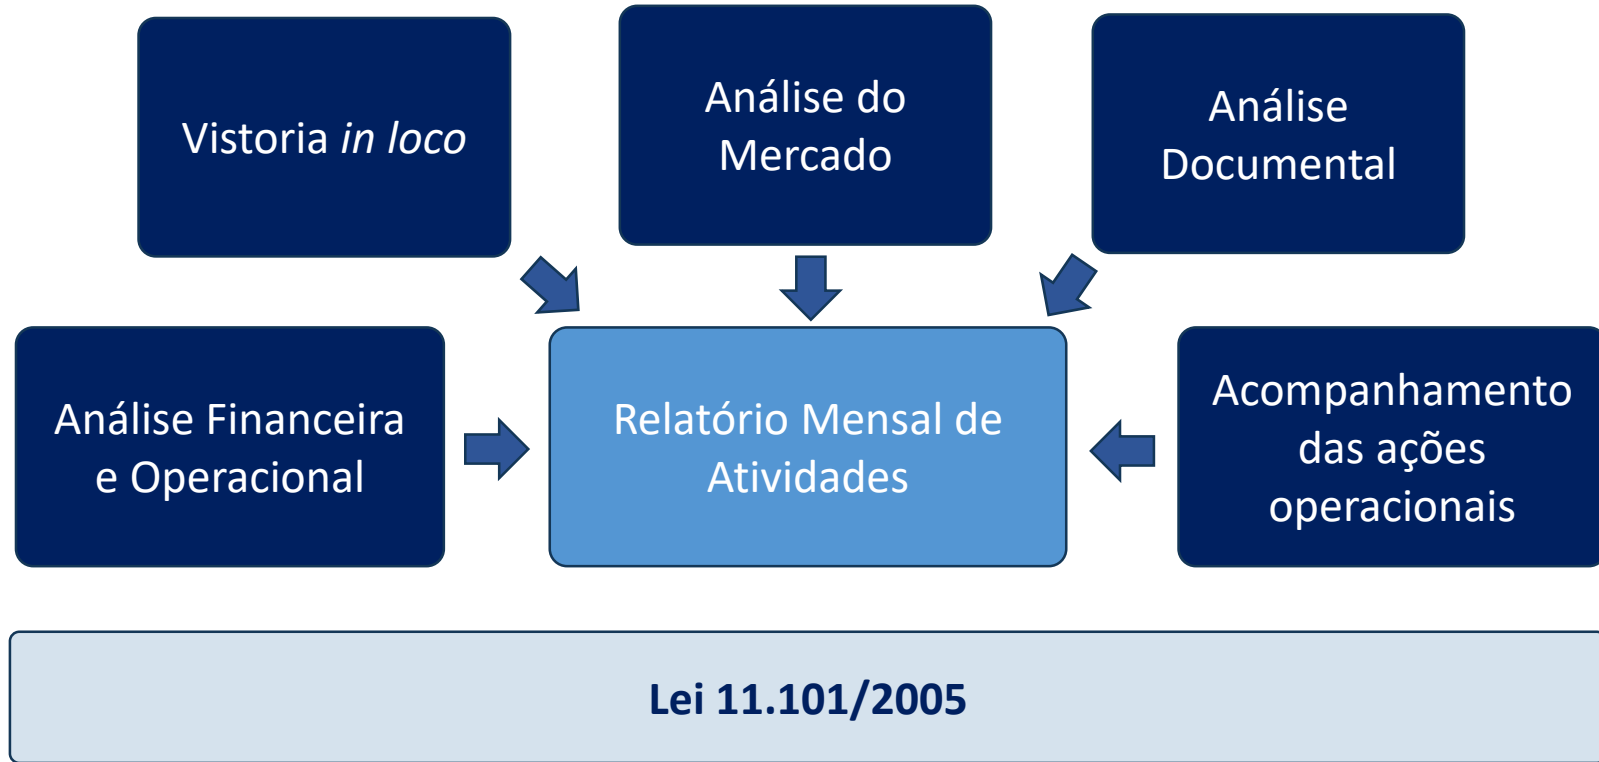 Vistoria in loco
Análise do
Mercado
Análise
Documental
Análise Financeira
e Operacional
Relatório Mensal de
Atividades
Acompanhamento
das ações
operacionais
Lei 11.101/2005